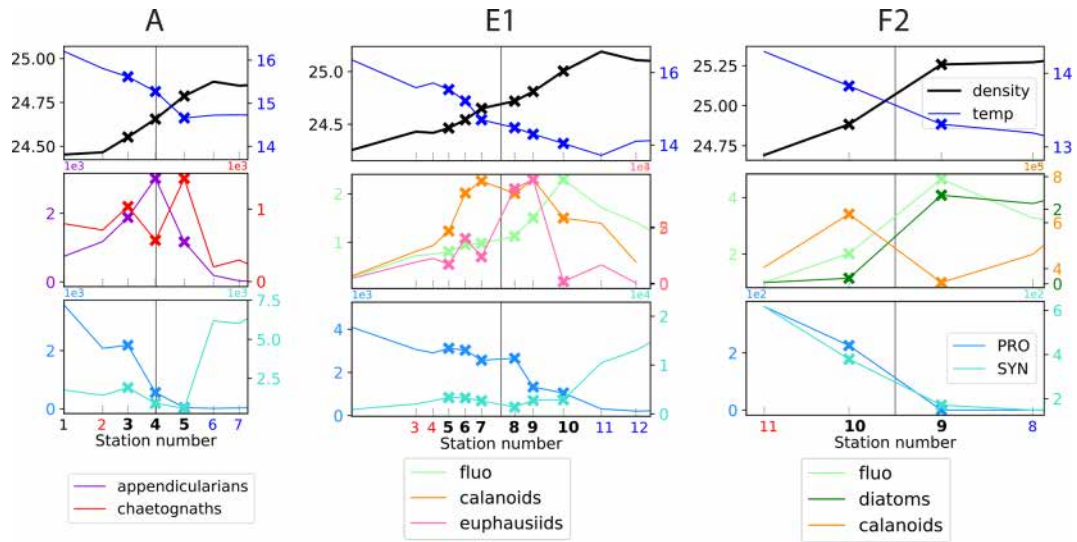 A E1 F2
25.00
24.75
24.50
16
15
14
25.0
24.5
16
14
25.25
25.00
24.75
14
13
density
temp
1e3 1e3
2
0
1
0
2
1
0
4
2
1e5
8
2
6
4
0
1e3 1e3
2
0
7.5
5.0
2.5
1e3 1e4
4
2
0
2
1
0
1e2 1e2
2
0
6
4
2
PRO
SYN
1 2 3 4 5 6 7
3 4 5 6 7 8 9 10 11 12
11 10 9 8
Station number Station number Station number
appendicularians
chaetognaths
fluo
calanoids
euphausiids
fluo
diatoms
calanoids